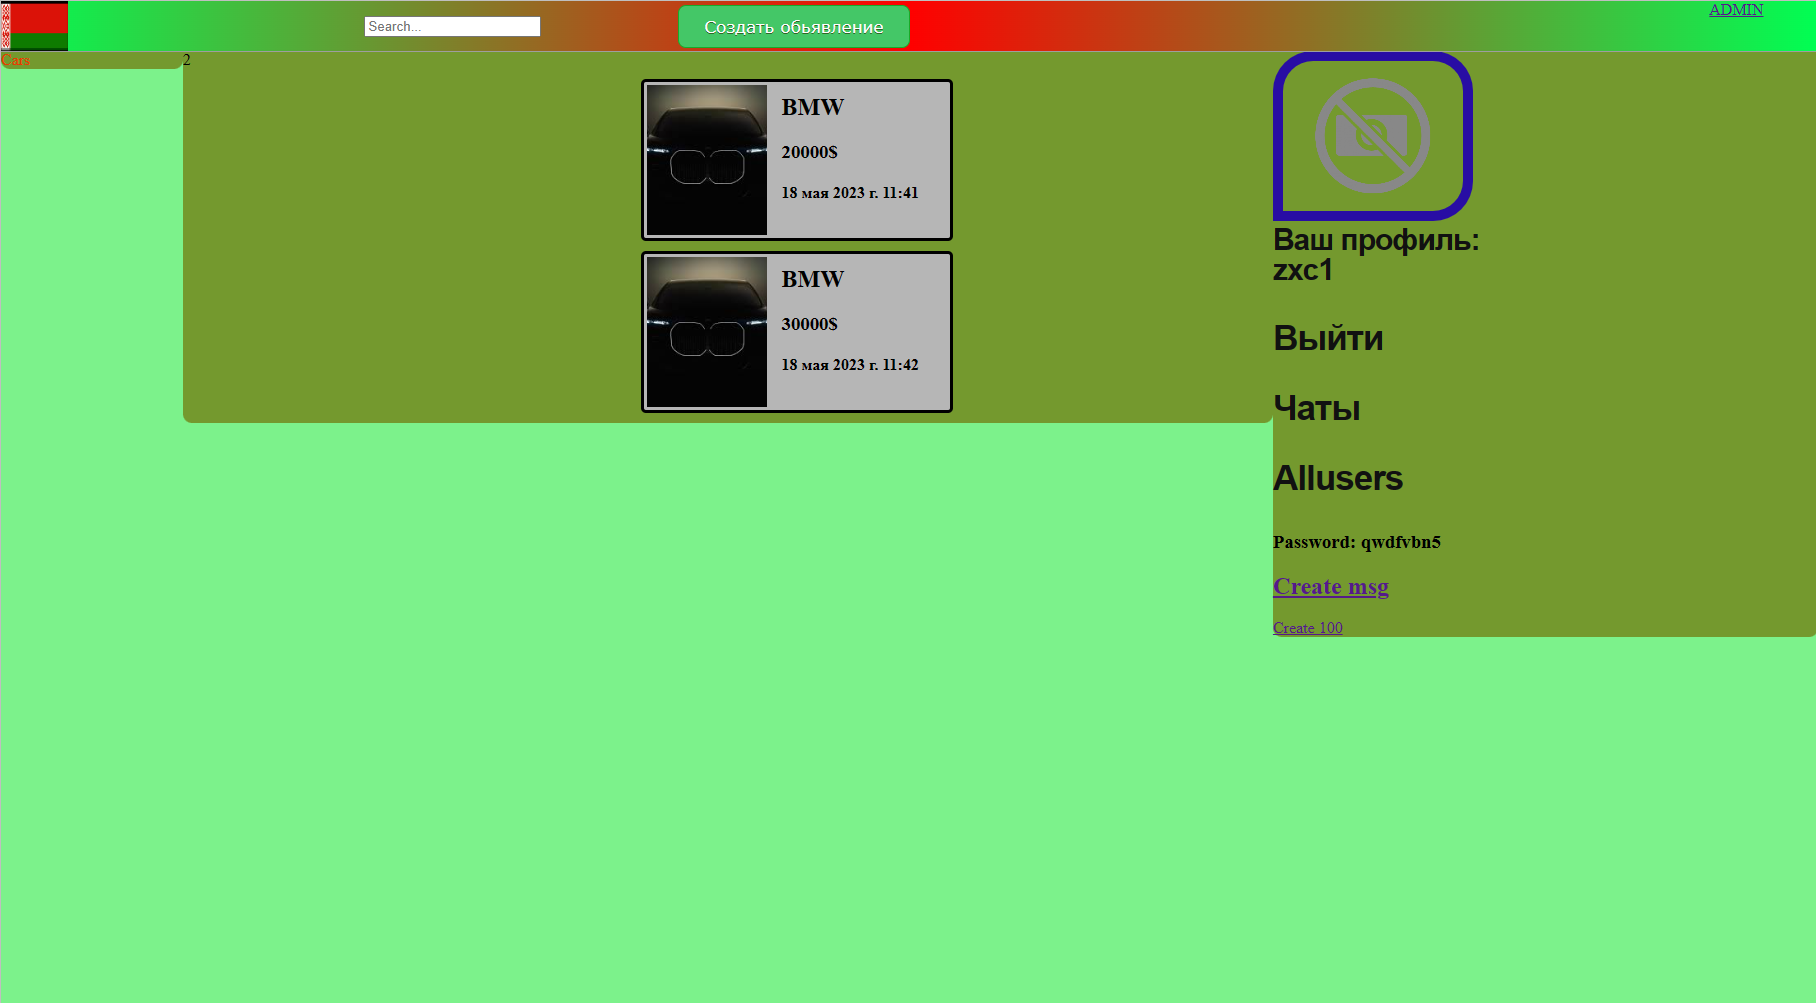 Search...
Создать обьявление
ADMIN
Cars
2
BMW
20000$
18 мая 2023 г. 11:41
BMW
30000$
18 мая 2023 г. 11:42
Ваш профиль:
zxc1
Выйти
Чаты
Allusers
Password: qwdfvbn5
Create msg
Create 100